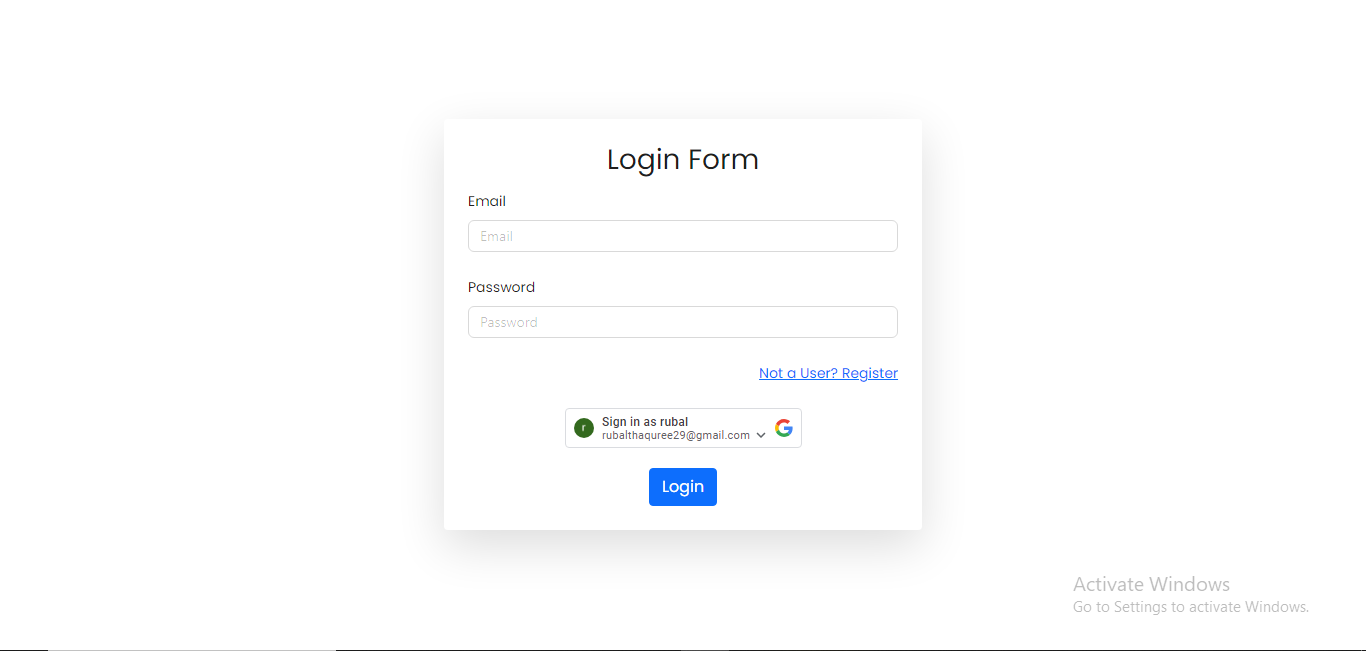 Login Form
Email
Email
Password
Password
Not a User? Register
r
Sign in as rubal
rubalthaquree29@gmail.com
Login
Activate Windows
Go to Settings to activate Windows.